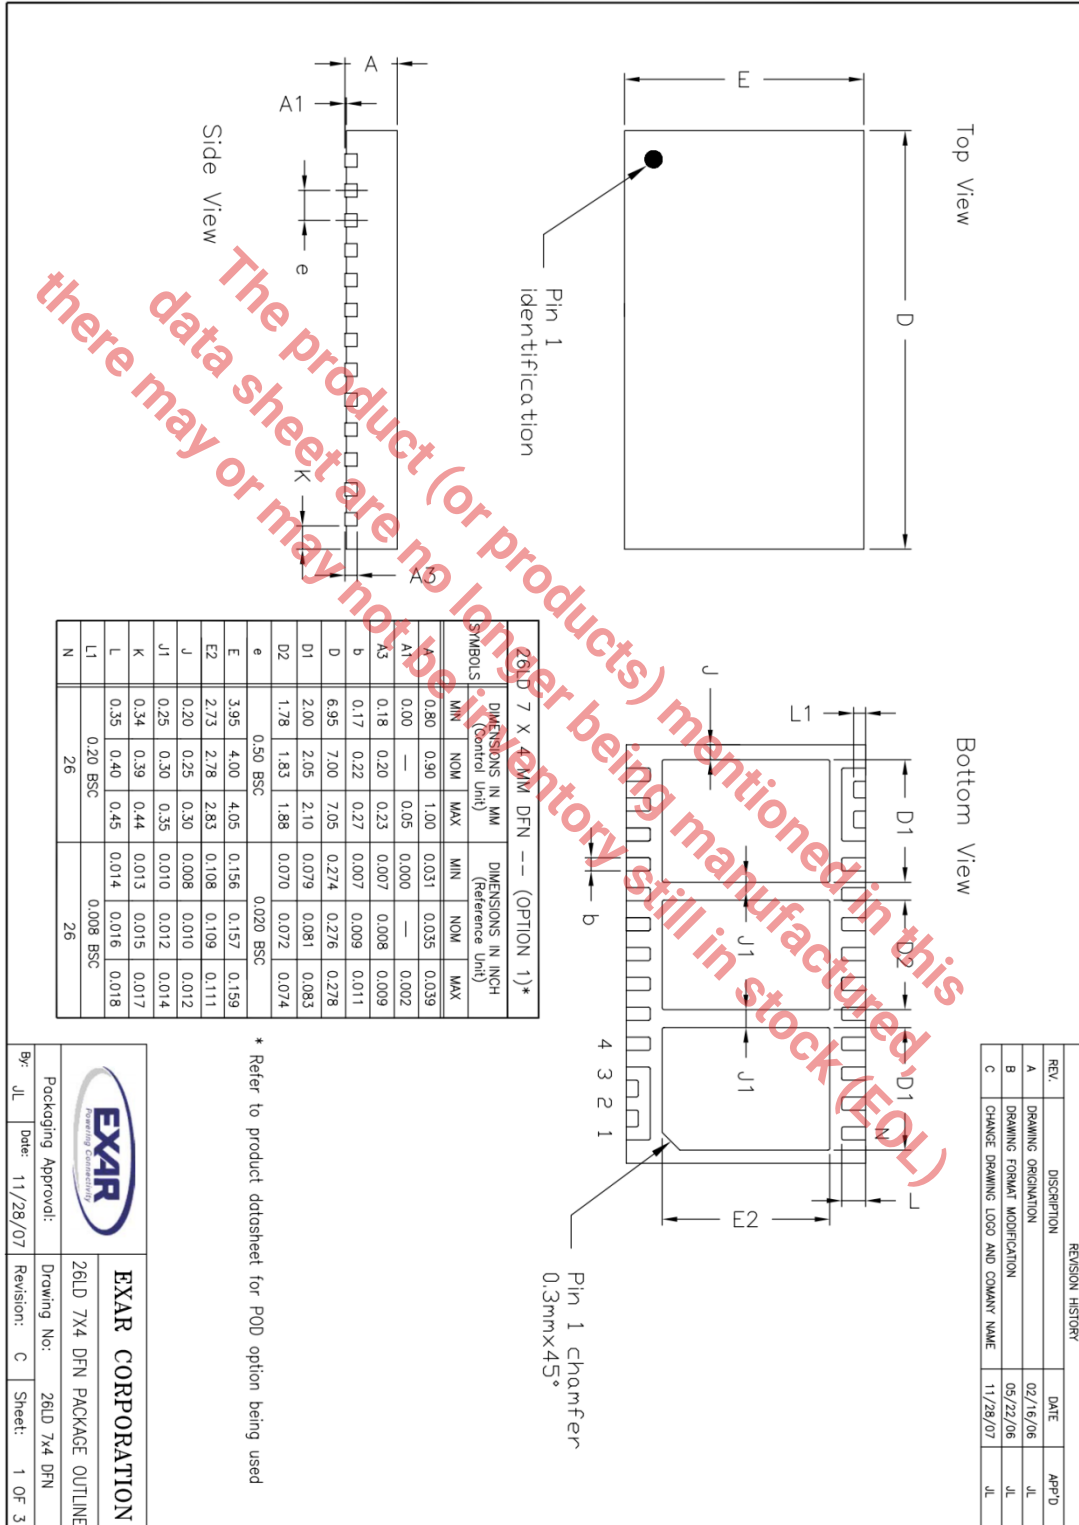 REVISION HISTORY
REV. DISCRIPTION DATE APP'D
A DRAWING ORIGINATION 02/16/06 JL
B DRAWING FORMAT MODIFICATION 05/22/06 JL
C CHANGE DRAWING LOGO AND COMANY NAME 11/28/07 JL
Top View
D
E
Pin 1
identification
Bottom View
D1 D2 D1
L1
J
J1
J1
b
N
L
E2
4 3 2 1
Pin 1 chamfer
0.3mmx45°
Side View
A
A1
e
K
A3
The product (or products) mentioned in this
data sheet are no longer being manufactured,
there may or may not be inventory still in stock (EOL)
26LD 7 X 4 MM DFN -- (OPTION 1)*
SYMBOLS DIMENSIONS IN MM (Control Unit) DIMENSIONS IN INCH (Reference Unit)
MIN NOM MAX MIN NOM MAX
A 0.80 0.90 1.00 0.031 0.035 0.039
A1 0.00 — 0.05 0.000 — 0.002
A3 0.18 0.20 0.23 0.007 0.008 0.009
b 0.17 0.22 0.27 0.007 0.009 0.011
D 6.95 7.00 7.05 0.274 0.276 0.278
D1 2.00 2.05 2.10 0.079 0.081 0.083
D2 1.78 1.83 1.88 0.070 0.072 0.074
e 0.50 BSC 0.020 BSC
E 3.95 4.00 4.05 0.156 0.157 0.159
E2 2.73 2.78 2.83 0.108 0.109 0.111
J 0.20 0.25 0.30 0.008 0.010 0.012
J1 0.25 0.30 0.35 0.010 0.012 0.014
K 0.34 0.39 0.44 0.013 0.015 0.017
L 0.35 0.40 0.45 0.014 0.016 0.018
L1 0.20 BSC 0.008 BSC
N 26 26
* Refer to product datasheet for POD option being used
EXAR
Powering Connectivity
EXAR CORPORATION
26LD 7X4 DFN PACKAGE OUTLINE
Packaging Approval: Drawing No: 26LD 7x4 DFN
By: JL Date: 11/28/07 Revision: C Sheet: 1 OF 3